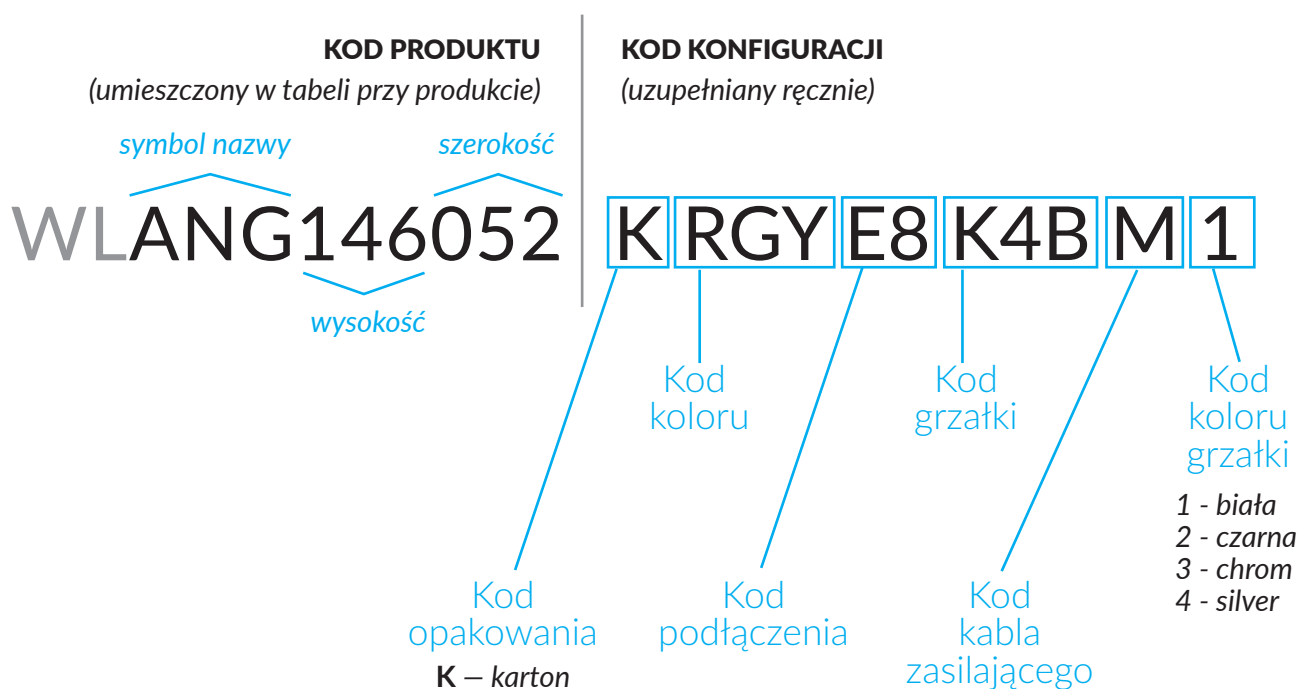 KOD PRODUKTU
(umieszczony w tabeli przy produkcie)
KOD KONFIGURACJI
(uzupełniany ręcznie)
symbol nazwy
szerokość
WLANG146052 K RGY E8 K4B M 1
wysokość
Kod
koloru
Kod
grzałki
Kod
koloru
grzałki
1 - biała
2 - czarna
3 - chrom
4 - silver
Kod
opakowania
K – karton
Kod
podłączenia
Kod
kabla
zasilającego